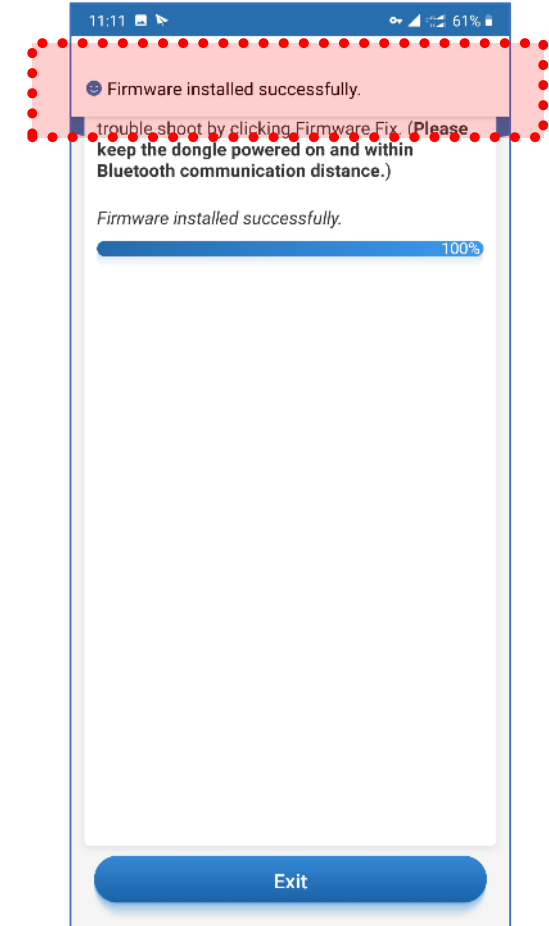 11:11 61%
Firmware installed successfully.
trouble shoot by clicking Firmware Fix. (Please
keep the dongle powered on and within
Bluetooth communication distance.)
Firmware installed successfully.
100%
Exit